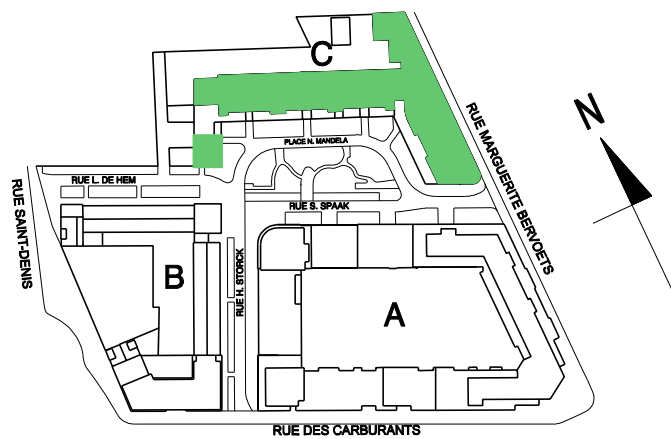 C
N
RUE MARGUERITE BERVOETS
PLACE N. MANDELA
RUE L. DE HEM
RUE SAINT-DENIS
RUE S. SPAAK
B
RUE H. STORCK
A
RUE DES CARBURANTS